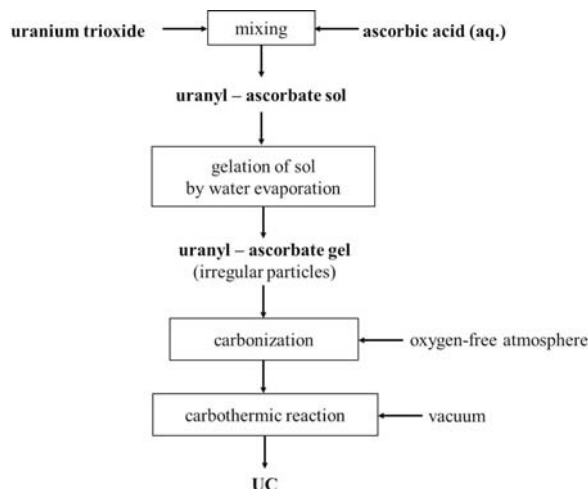 uranium trioxide
mixing
ascorbic acid (aq.)
uranyl – ascorbate sol
gelation of sol
by water evaporation
uranyl – ascorbate gel
(irregular particles)
carbonization
oxygen-free atmosphere
carbothermic reaction
vacuum
UC